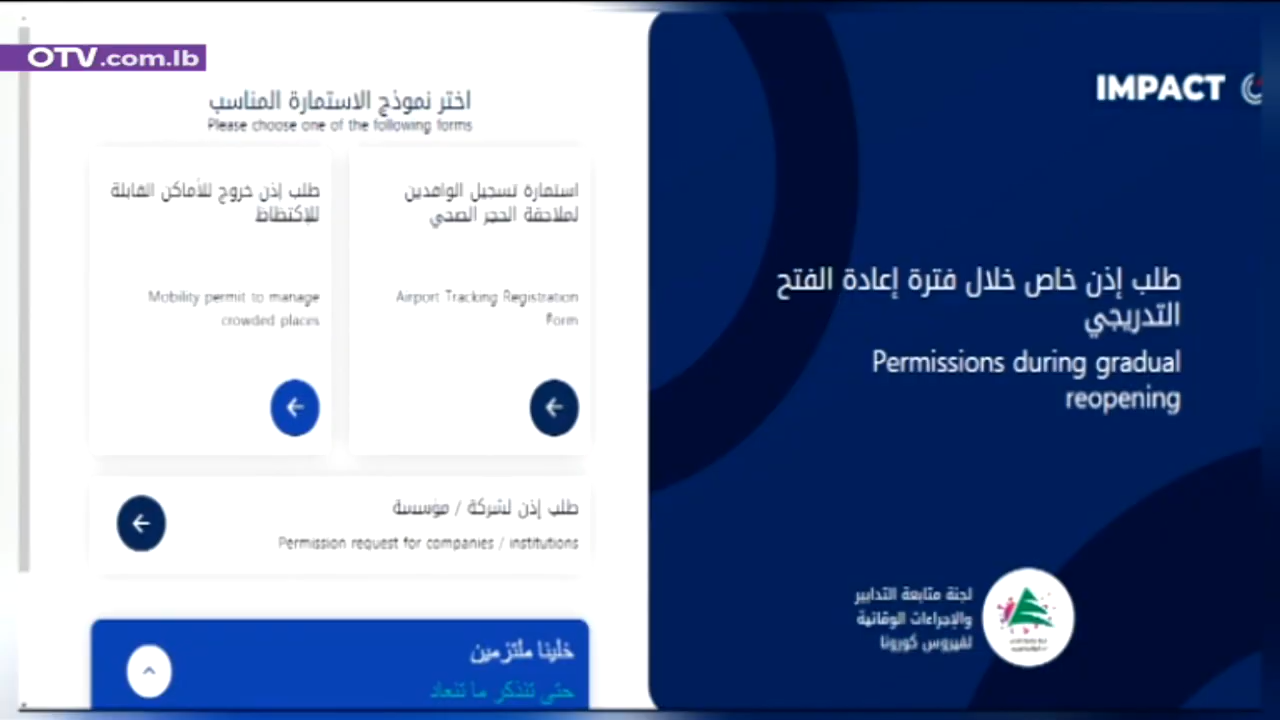 OTV.com.lb
IMPACT
اختر نموذج الاستمارة المناسب
Please choose one of the following forms
استمارة تسجيل الوافدين
لملاحقة الحجر الصحي
Airport Tracking Registration
Form
طلب إذن خروج للأماكن القابلة
للإكتظاظ
Mobility permit to manage
crowded places
طلب إذن لشركة / مؤسسة
Permission request for companies / institutions
خلينا ملتزمين
حتى تنذكر ما تنعاد
طلب إذن خاص خلال فترة إعادة الفتح
التدريجي
Permissions during gradual
reopening
لجنة متابعة التدابير
والإجراءات الوقائية
لفيروس كورونا